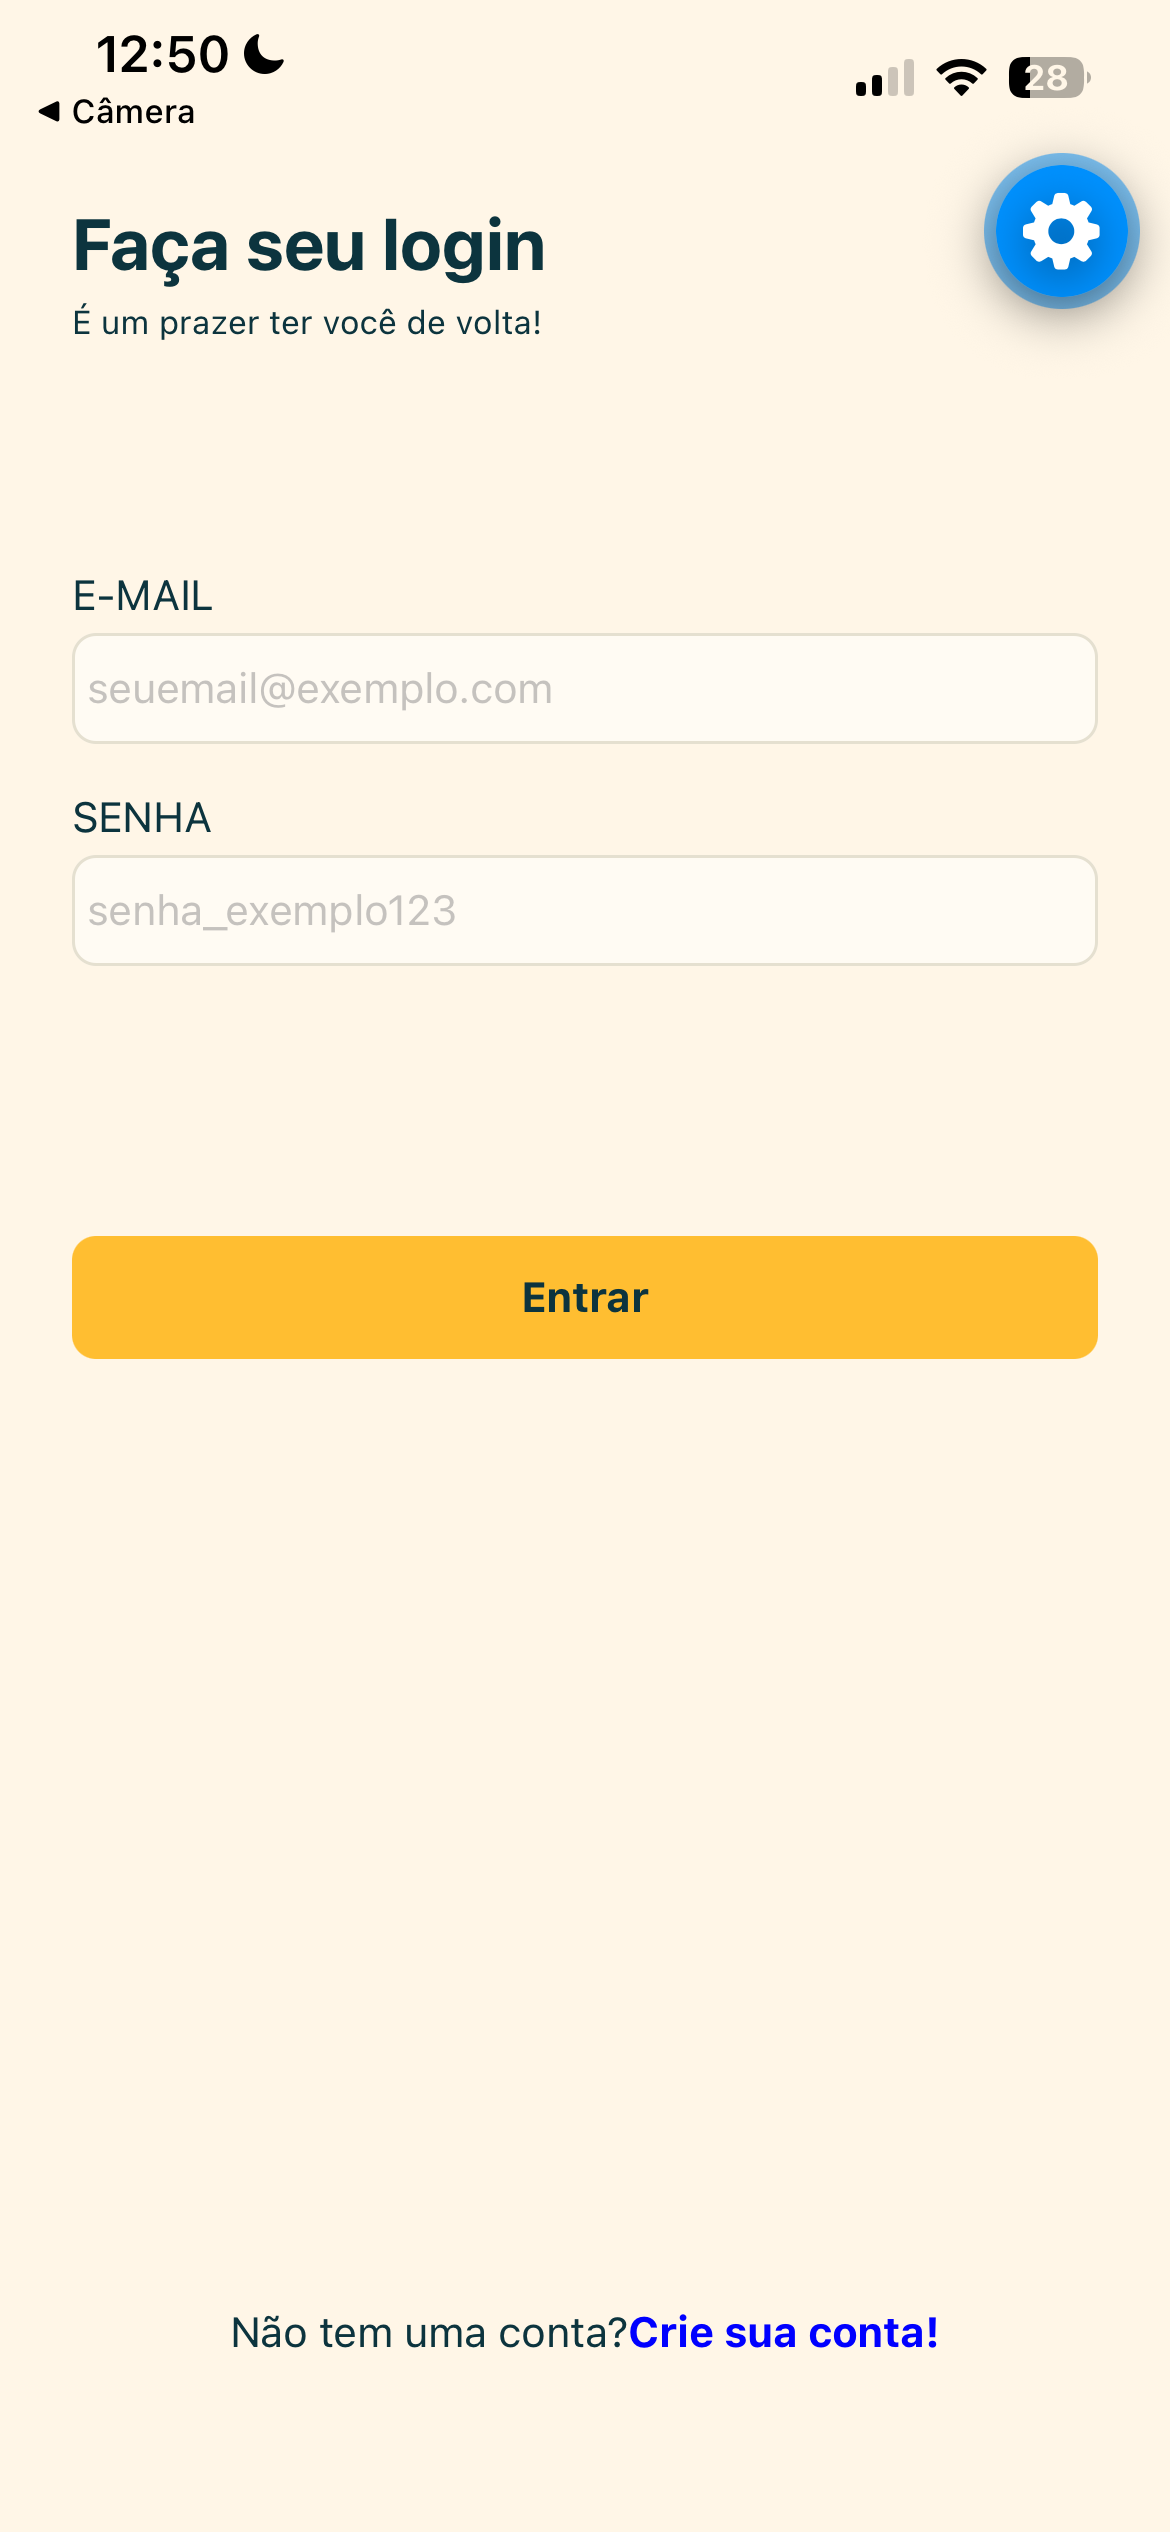 12:50
28
◀ Câmera
Faça seu login
É um prazer ter você de volta!
E-MAIL
seuemail@exemplo.com
SENHA
senha_exemplo123
Entrar
Não tem uma conta?Crie sua conta!